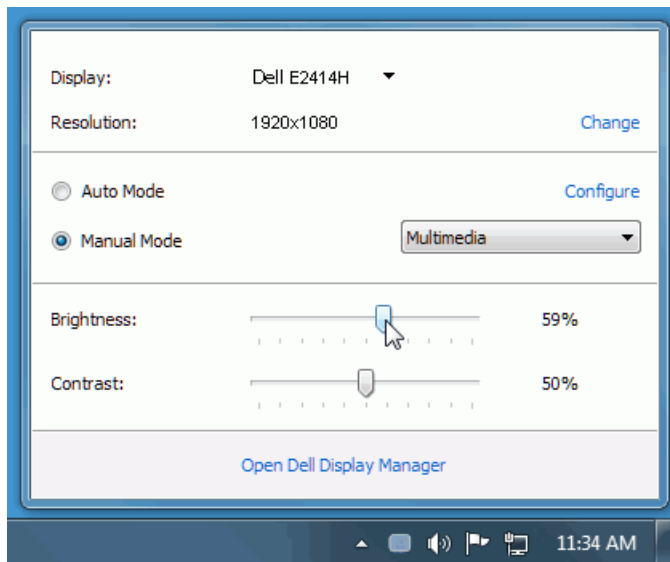 Display: Dell E2414H
Resolution: 1920x1080 Change
Auto Mode Configure
Manual Mode Multimedia
Brightness: 59%
Contrast: 50%
Open Dell Display Manager
11:34 AM